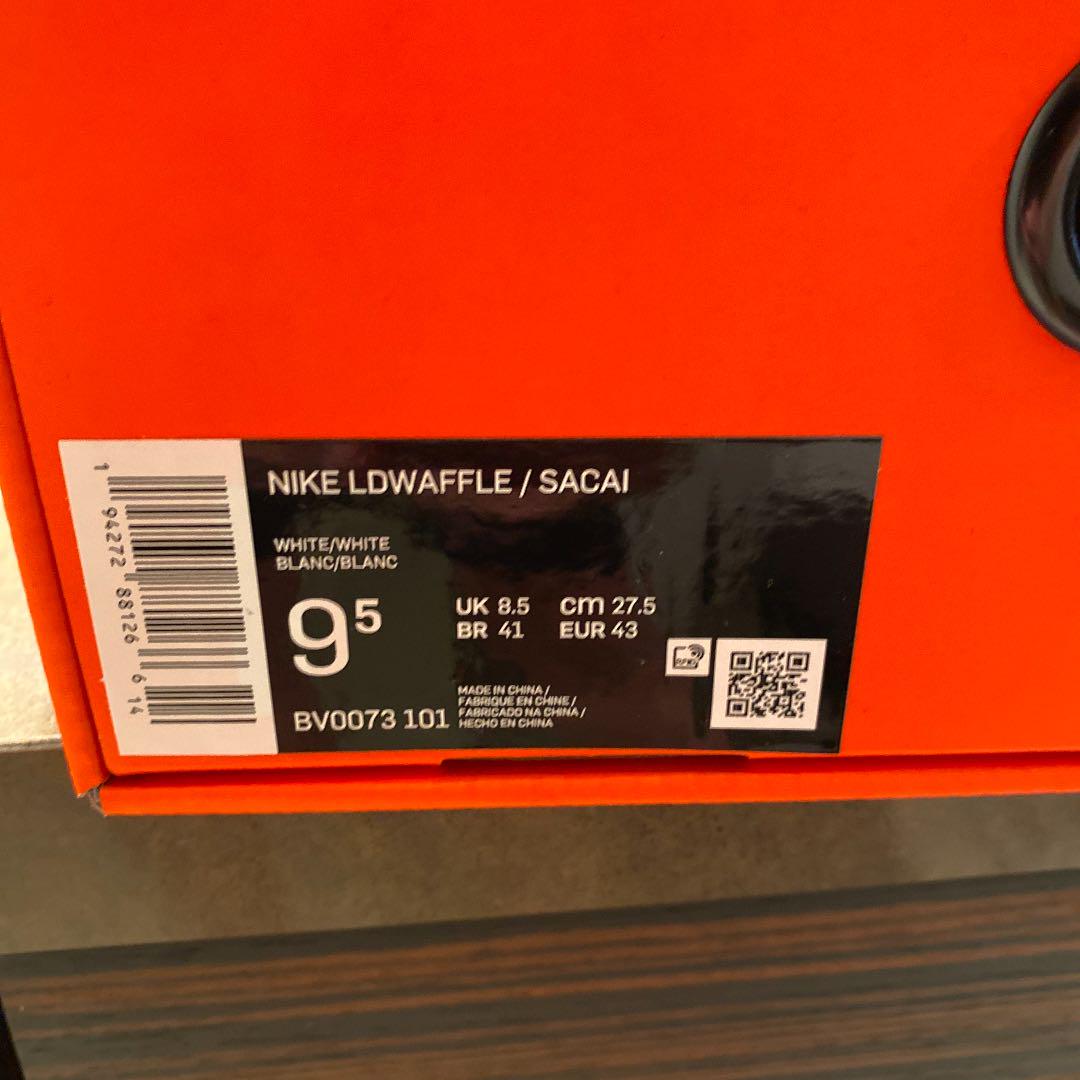 NIKE LDWAFFLE / SACAI
WHITE/WHITE
BLANC/BLANC
9⁵
UK 8.5 cm 27.5
BR 41 EUR 43
BV0073 101
MADE IN CHINA /
FABRIQUE EN CHINE /
FABRICADO NA CHINA /
HECHO EN CHINA
RFID
1 94272 88126 6 14